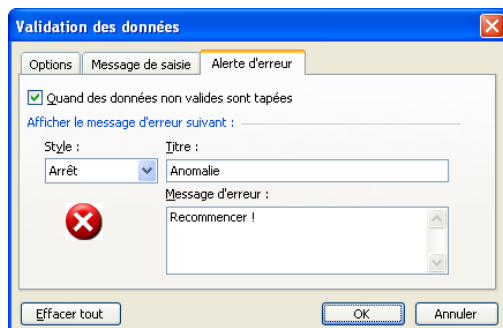 Validation des données
Options Message de saisie Alerte d'erreur
Quand des données non valides sont tapées
Afficher le message d'erreur suivant :
Style : Titre :
Arrêt Anomalie
Message d'erreur :
Recommencer !
Effacer tout OK Annuler